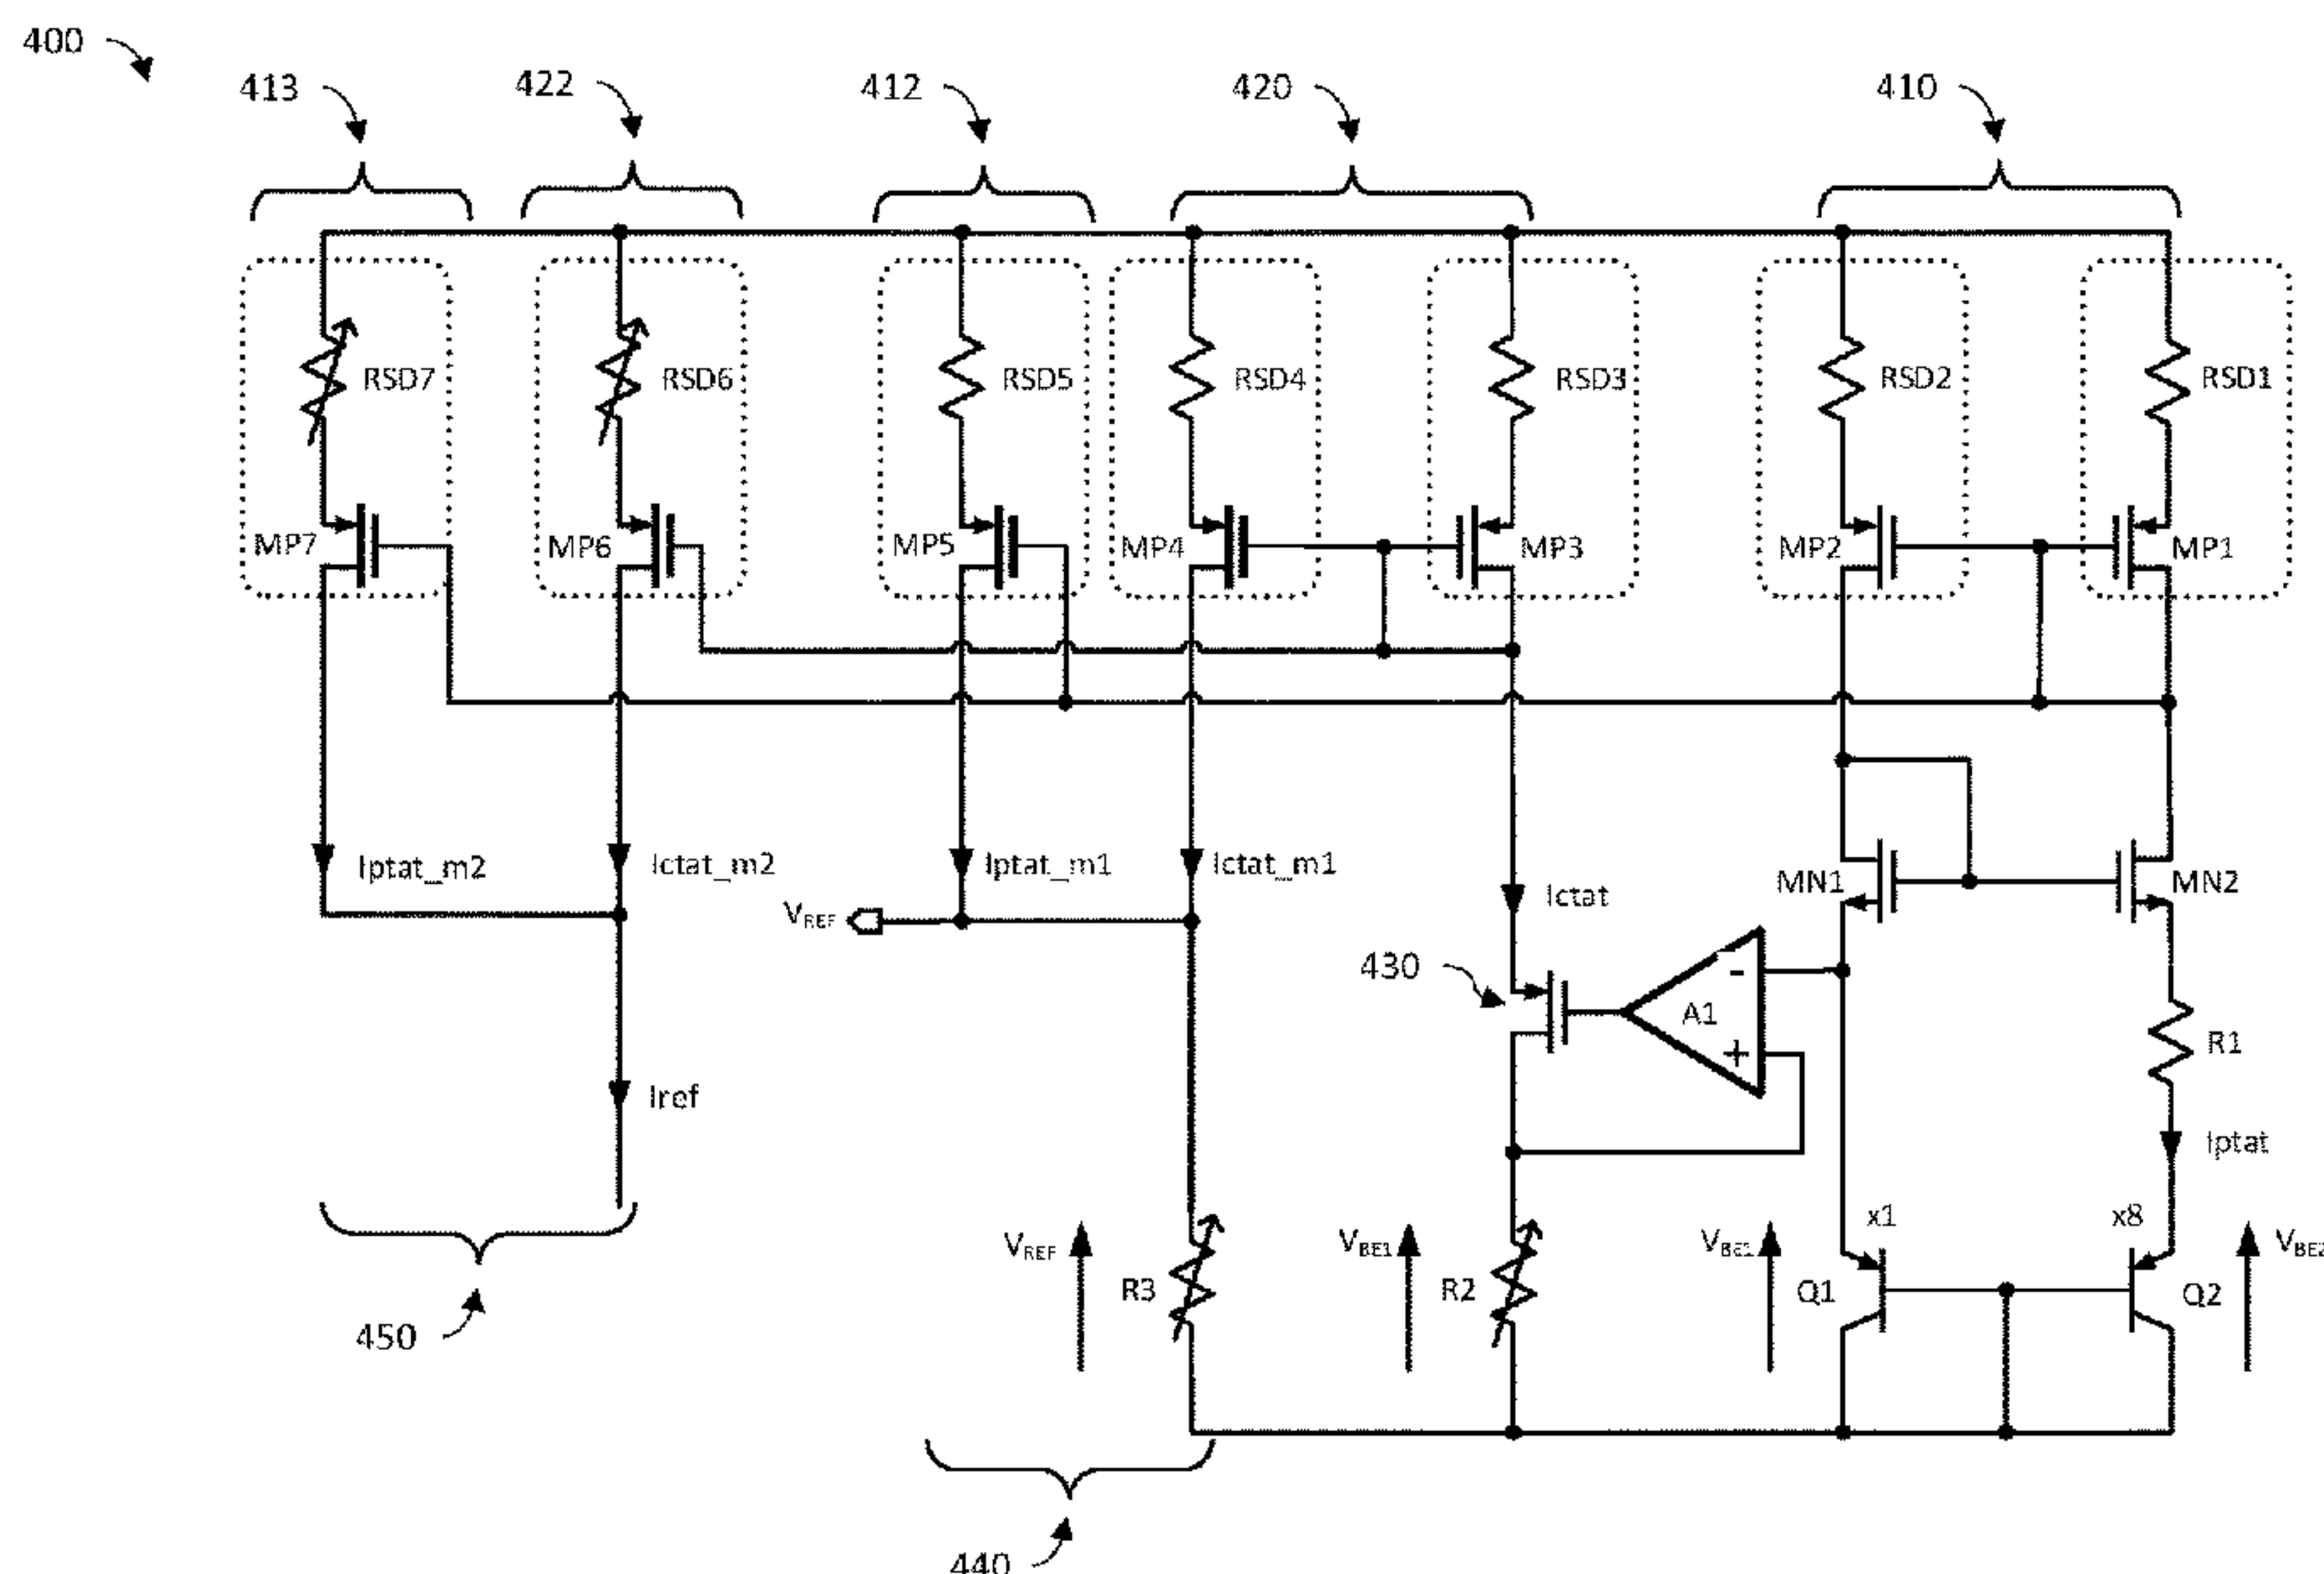 400
413
422
412
420
410
RSD7
RSD6
RSD5
RSD4
RSD3
RSD2
RSD1
MP7
MP6
MP5
MP4
MP3
MP2
MP1
Iptat_m2
Ictat_m2
Iptat_m1
Ictat_m1
Ictat
MN1
MN2
VREF
430
-
A1
+
R1
Iref
Iptat
x1
x8
VREF
VBE1
VBE1
VBE2
R3
R2
Q1
Q2
450
440